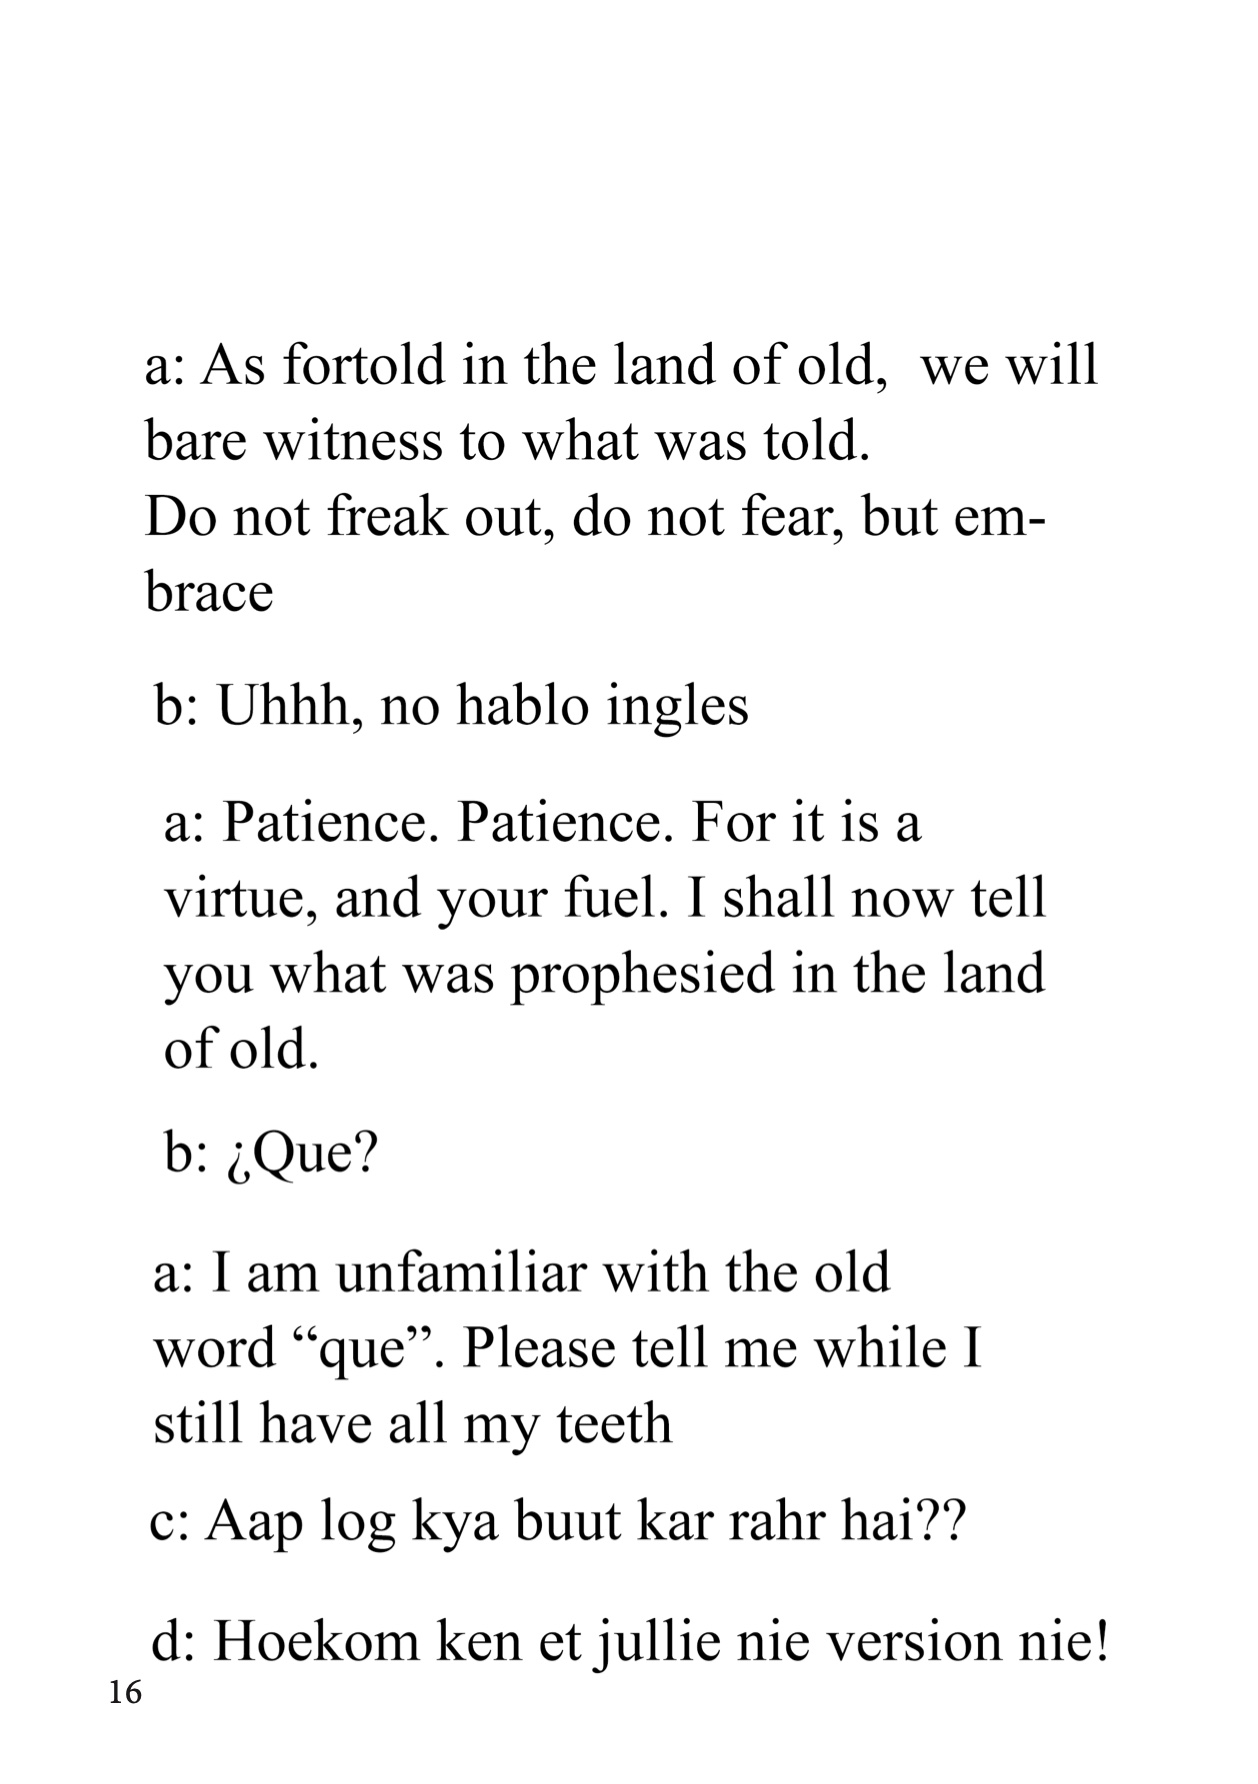 a: As fortold in the land of old,  we will
bare witness to what was told.
Do not freak out, do not fear, but em-
brace
b: Uhhh, no hablo ingles
a: Patience. Patience. For it is a
virtue, and your fuel. I shall now tell
you what was prophesied in the land
of old.
b: ¿Que?
a: I am unfamiliar with the old
word “que”. Please tell me while I
still have all my teeth
c: Aap log kya buut kar rahr hai??
d: Hoekom ken et jullie nie version nie!
16